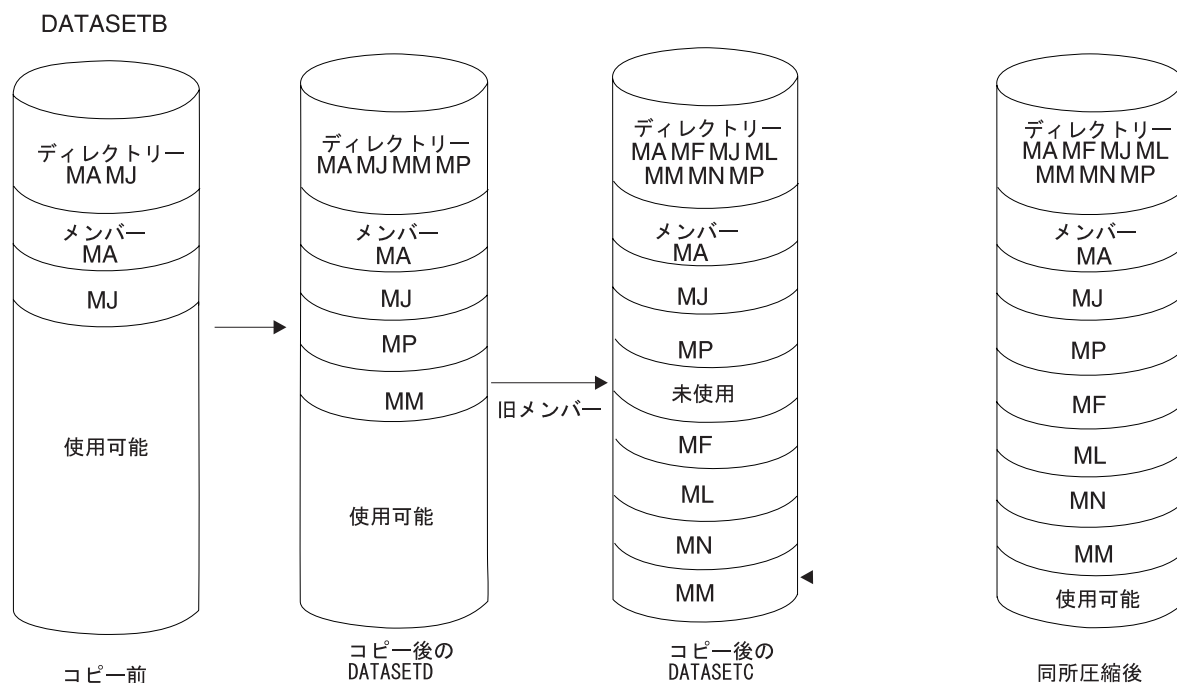 DATASETB
ディレクトリー
MA MJ
メンバー
MA
MJ
使用可能
コピー前
ディレクトリー
MA MJ MM MP
メンバー
MA
MJ
MP
MM
使用可能
コピー後の
DATASETD
旧メンバー
ディレクトリー
MA MF MJ ML
MM MN MP
メンバー
MA
MJ
MP
未使用
MF
ML
MN
MM
コピー後の
DATASETC
ディレクトリー
MA MF MJ ML
MM MN MP
メンバー
MA
MJ
MP
MF
ML
MN
MM
使用可能
同所圧縮後